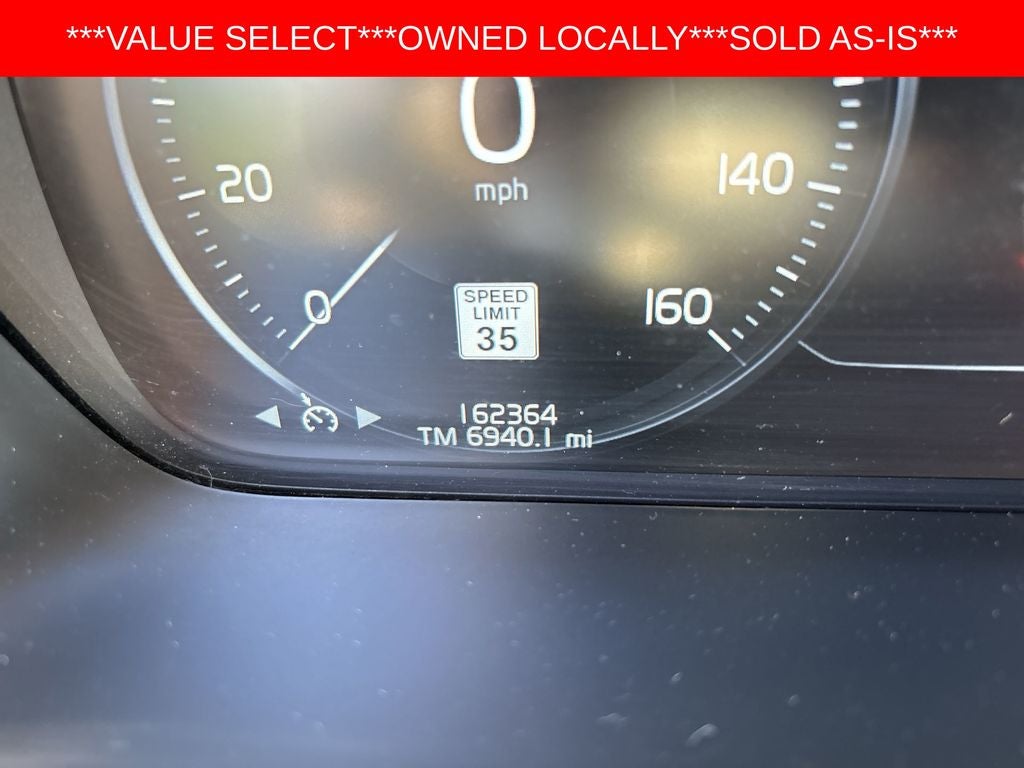 ***VALUE SELECT***OWNED LOCALLY***SOLD AS-IS***
0
mph
20
140
0
160
SPEED
LIMIT
35
162364
TM 6940.1 mi